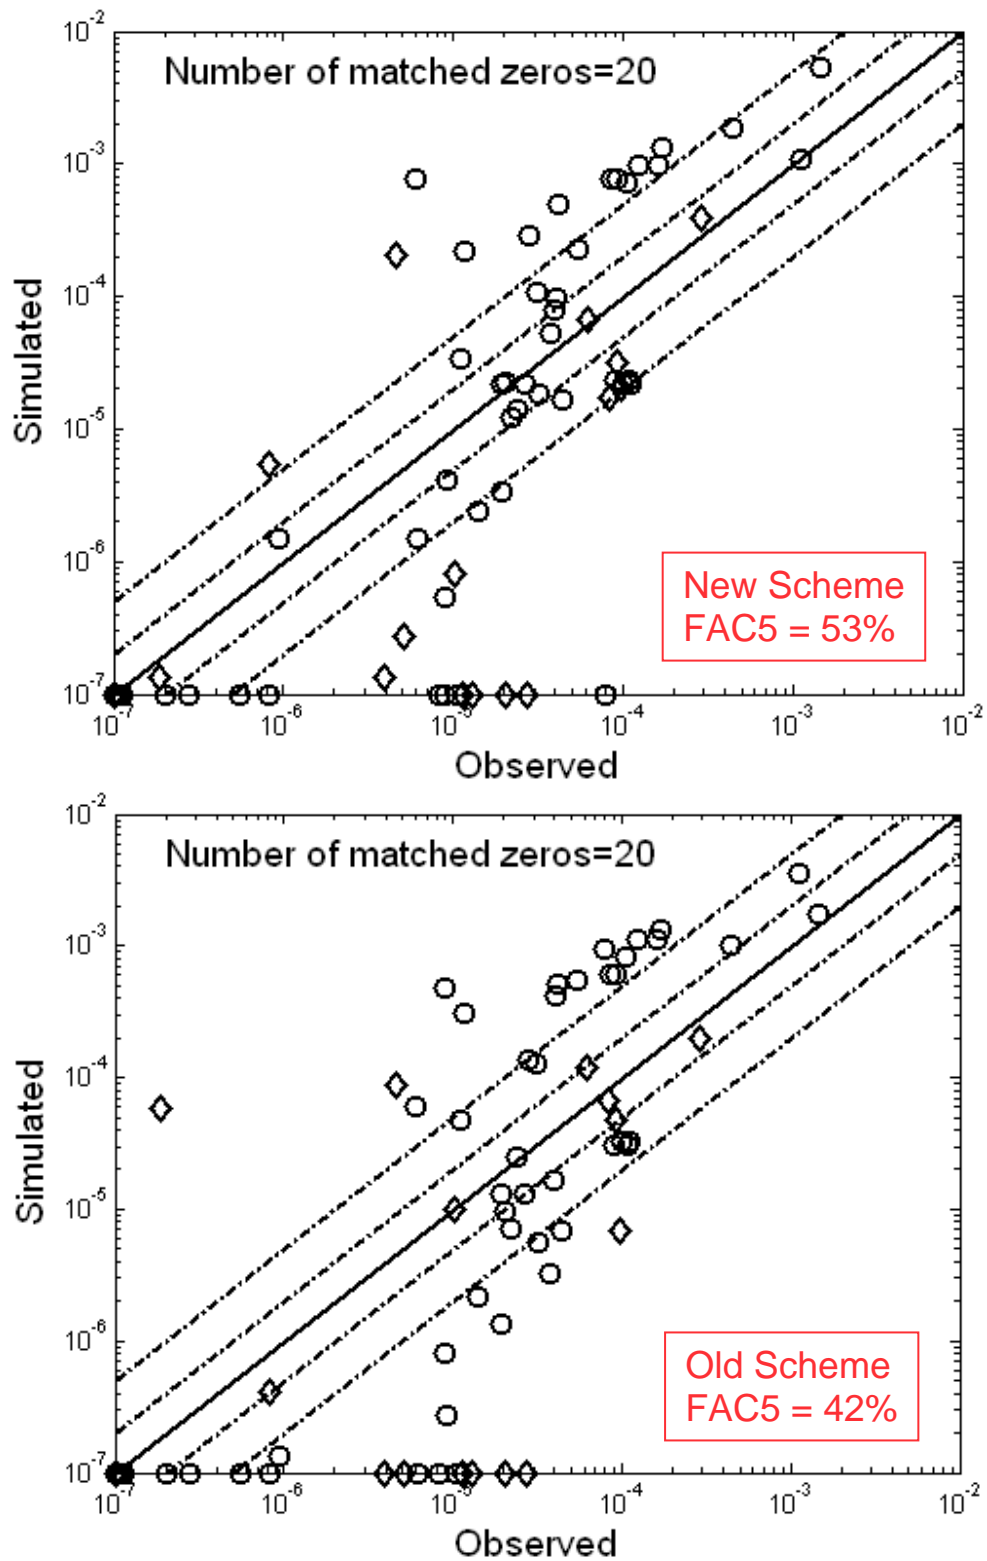 Number of matched zeros=20
10⁻²
10⁻³
10⁻⁴
10⁻⁵
10⁻⁶
10⁻⁷
Simulated
New Scheme
FAC5 = 53%
10⁻⁷ 10⁻⁶ 10⁻⁵ 10⁻⁴ 10⁻³ 10⁻²
Observed
Number of matched zeros=20
10⁻²
10⁻³
10⁻⁴
10⁻⁵
10⁻⁶
10⁻⁷
Simulated
Old Scheme
FAC5 = 42%
10⁻⁷ 10⁻⁶ 10⁻⁵ 10⁻⁴ 10⁻³ 10⁻²
Observed